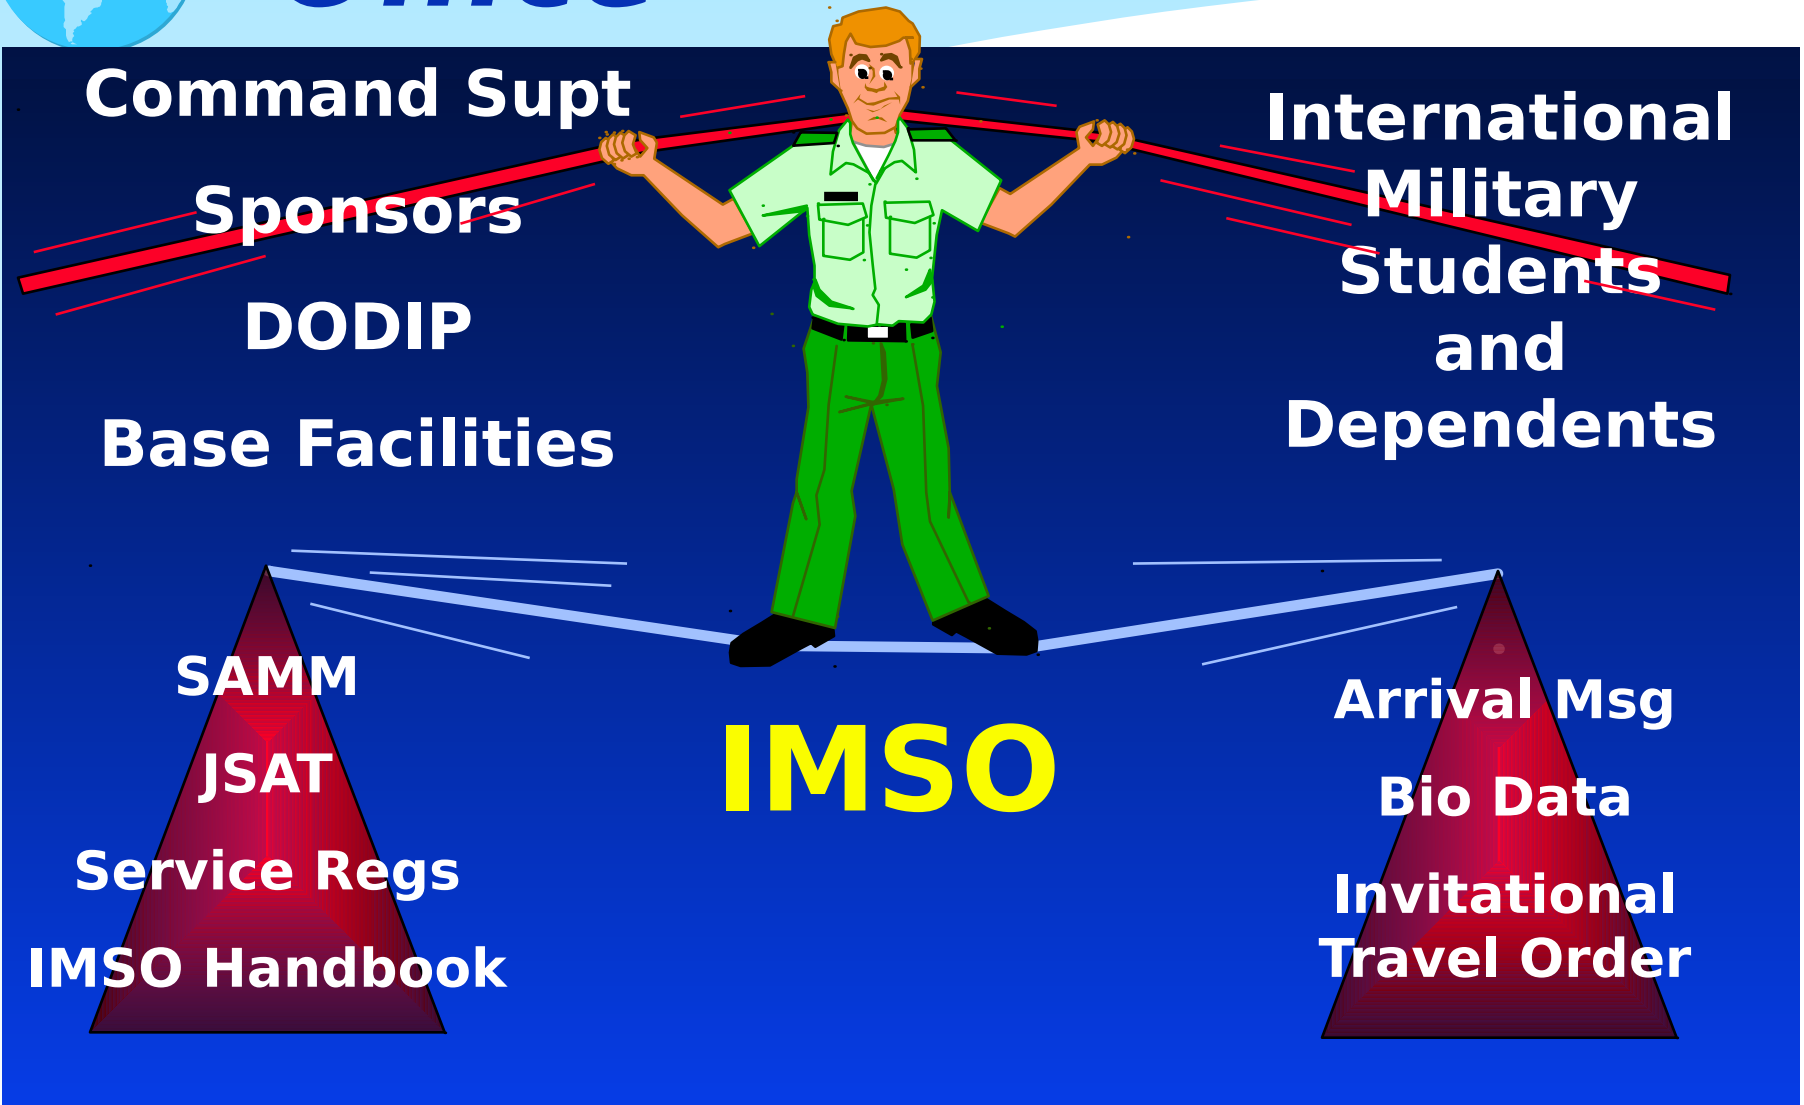 Office
Command Supt
Sponsors
DODIP
Base Facilities
International
Military
Students
and
Dependents
SAMM
JSAT
Service Regs
IMSO Handbook
IMSO
Arrival Msg
Bio Data
Invitational
Travel Order